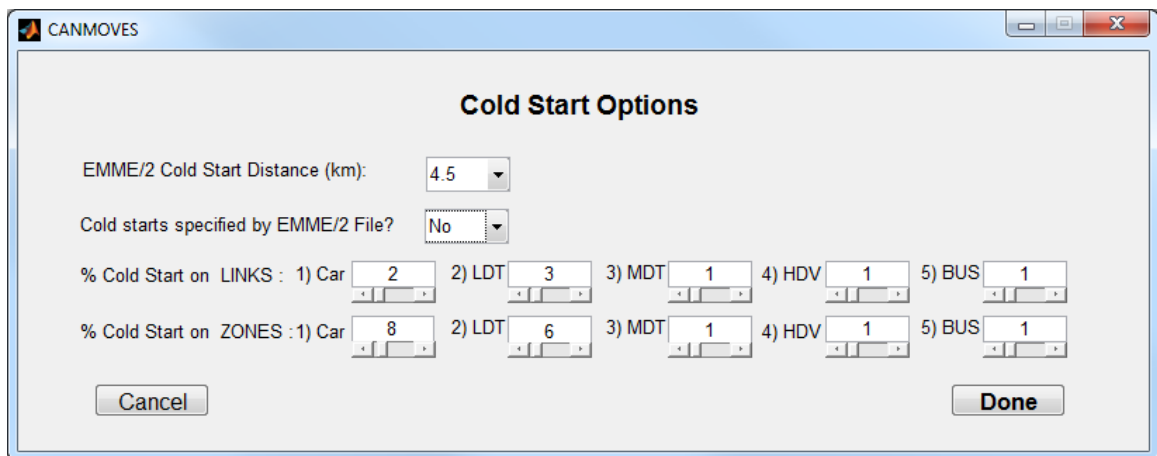 CANMOVES
Cold Start Options
EMME/2 Cold Start Distance (km): 4.5
Cold starts specified by EMME/2 File? No
% Cold Start on LINKS : 1) Car 2 2) LDT 3 3) MDT 1 4) HDV 1 5) BUS 1
% Cold Start on ZONES :1) Car 8 2) LDT 6 3) MDT 1 4) HDV 1 5) BUS 1
Cancel Done